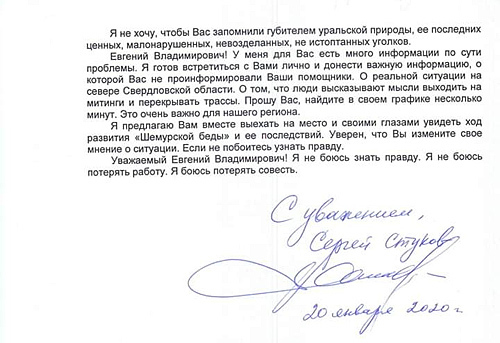 Я не хочу, чтобы Вас запомнили губителем уральской природы, ее последних
ценных, малонарушенных, невозделанных, не истоптанных уголков.
Евгений Владимирович! У меня для Вас есть много информации по сути
проблемы. Я готов встретиться с Вами лично и донести важную информацию, о
которой Вас не проинформировали Ваши помощники. О реальной ситуации на
севере Свердловской области. О том, что люди высказывают мысли выходить на
митинги и перекрывать трассы. Прошу Вас, найдите в своем графике несколько
минут. Это очень важно для нашего региона.
Я предлагаю Вам вместе выехать на место и своими глазами увидеть ход
развития «Шемурской беды» и ее последствий. Уверен, что Вы измените свое
мнение о ситуации. Если не побоитесь узнать правду.
Уважаемый Евгений Владимирович! Я не боюсь знать правду. Я не боюсь
потерять работу. Я боюсь потерять совесть.
С уважением,
Сергей Стуков
20 января 2020 г